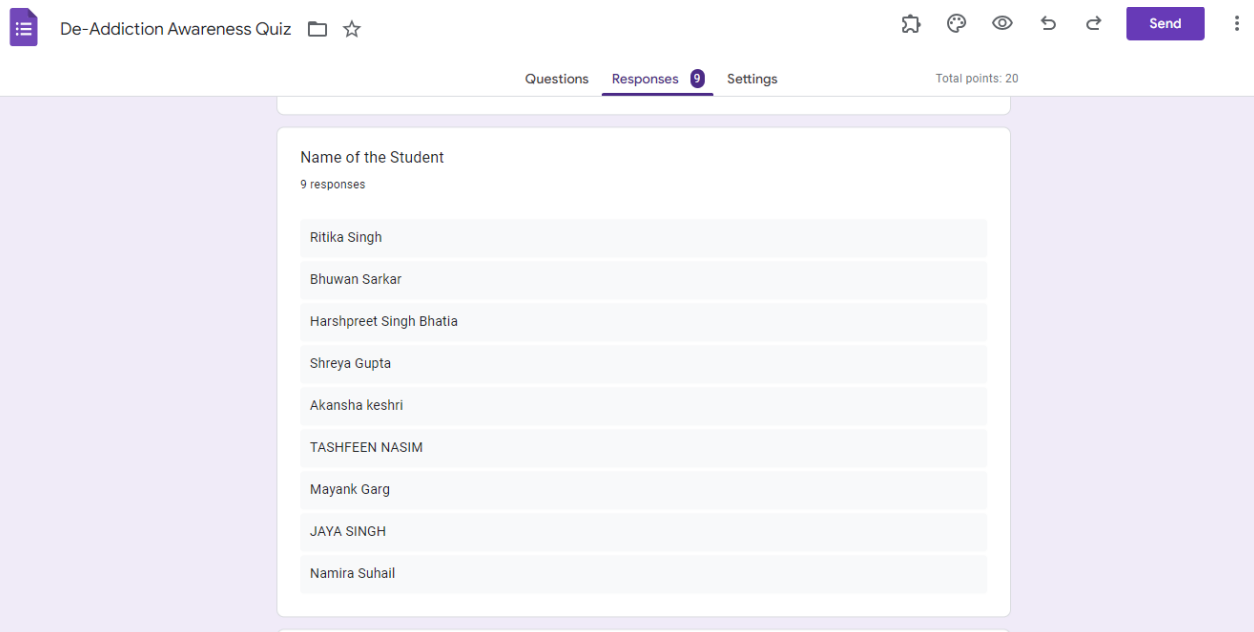 De-Addiction Awareness Quiz
Send
Questions Responses 9 Settings Total points: 20
Name of the Student
9 responses
Ritika Singh
Bhuwan Sarkar
Harshpreet Singh Bhatia
Shreya Gupta
Akansha keshri
TASHFEEN NASIM
Mayank Garg
JAYA SINGH
Namira Suhail